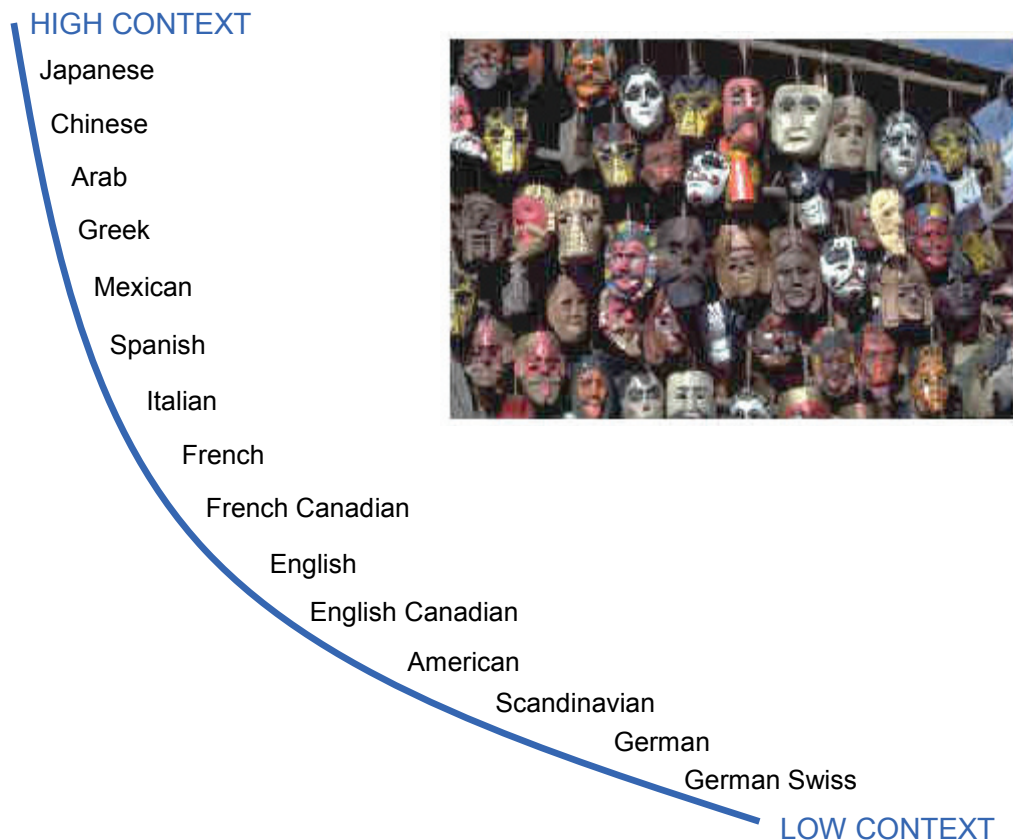 HIGH CONTEXT
Japanese
Chinese
Arab
Greek
Mexican
Spanish
Italian
French
French Canadian
English
English Canadian
American
Scandinavian
German
German Swiss
LOW CONTEXT